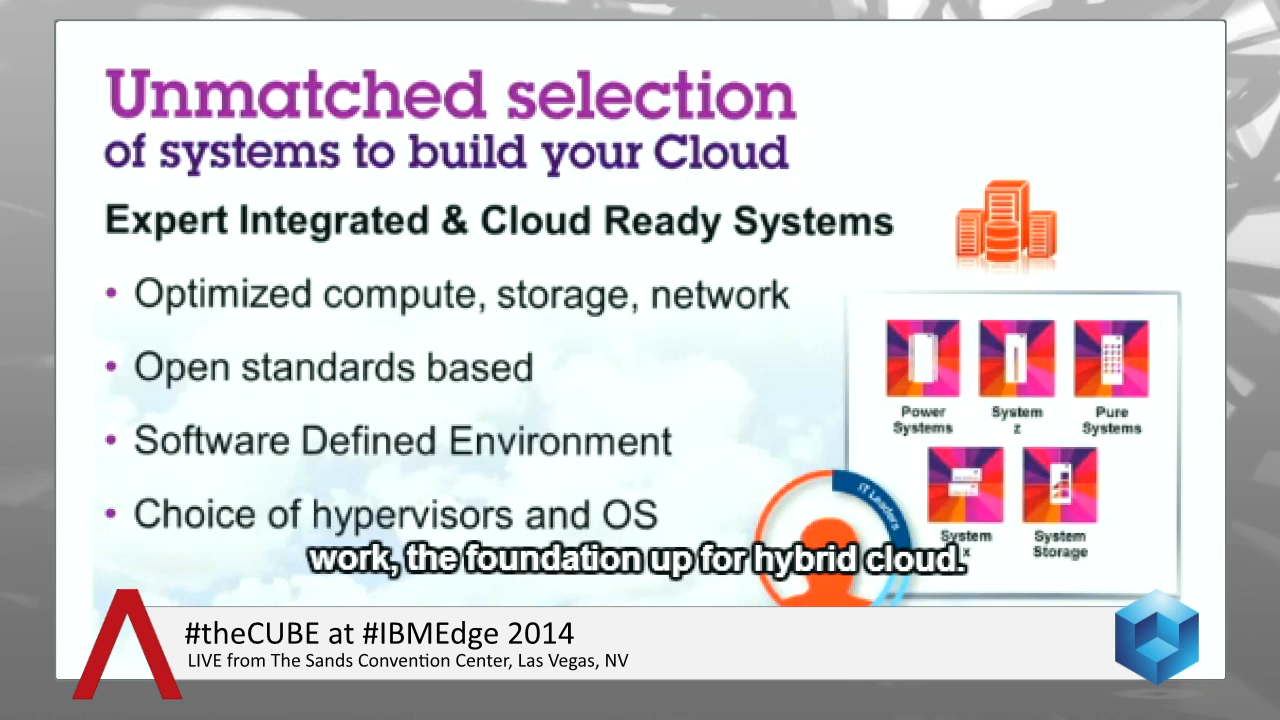 Unmatched selection
of systems to build your Cloud
Expert Integrated & Cloud Ready Systems
• Optimized compute, storage, network
• Open standards based
• Software Defined Environment
• Choice of hypervisors and OS
Power
Systems
System
z
Pure
Systems
System
x
System
Storage
IT Leaders
work, the foundation up for hybrid cloud.
#theCUBE at #IBMEdge 2014
LIVE from The Sands Convention Center, Las Vegas, NV